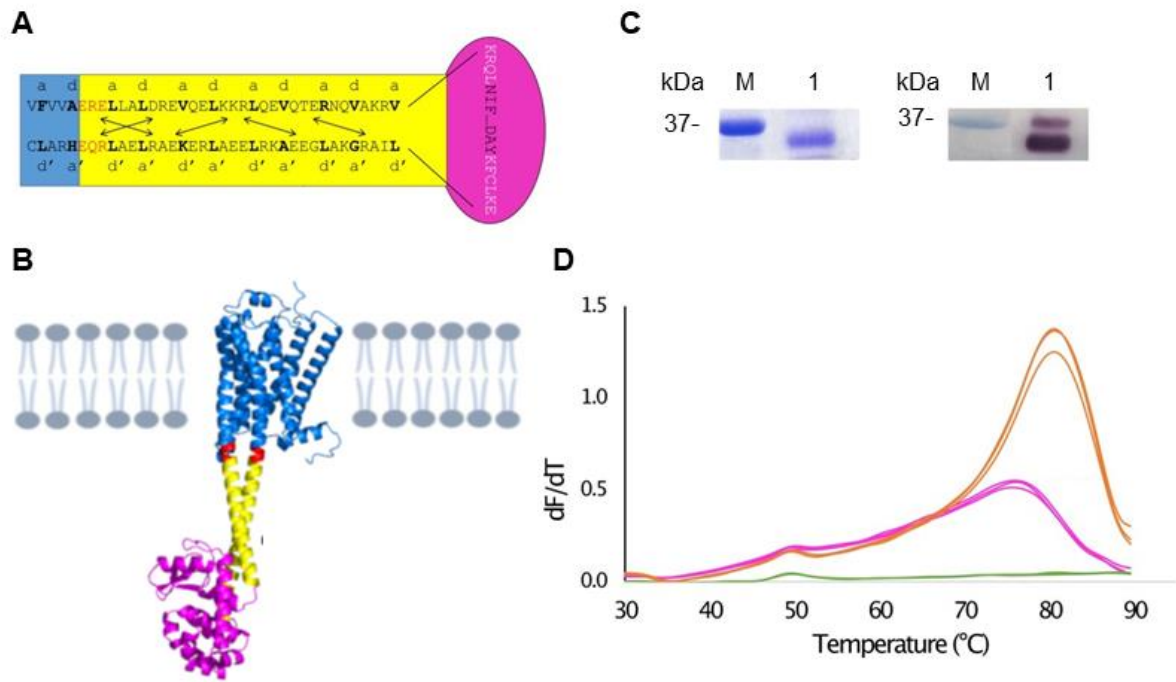 A
a d a d a d a d a d a
VFVVAERELLALDREVQELKKRLQEVQTERNQVAKRV
CLARHEQRLAELRAEKERLAEELRKAEEGLAKGRAIL
d' a' d' a' d' a' d' a' d' a' d'
KRQLNIF_DAYKFCLKE
C
kDa M 1
37-
kDa M 1
37-
B
D
dF/dT
1.5
1.0
0.5
0.0
30 40 50 60 70 80 90
Temperature (°C)